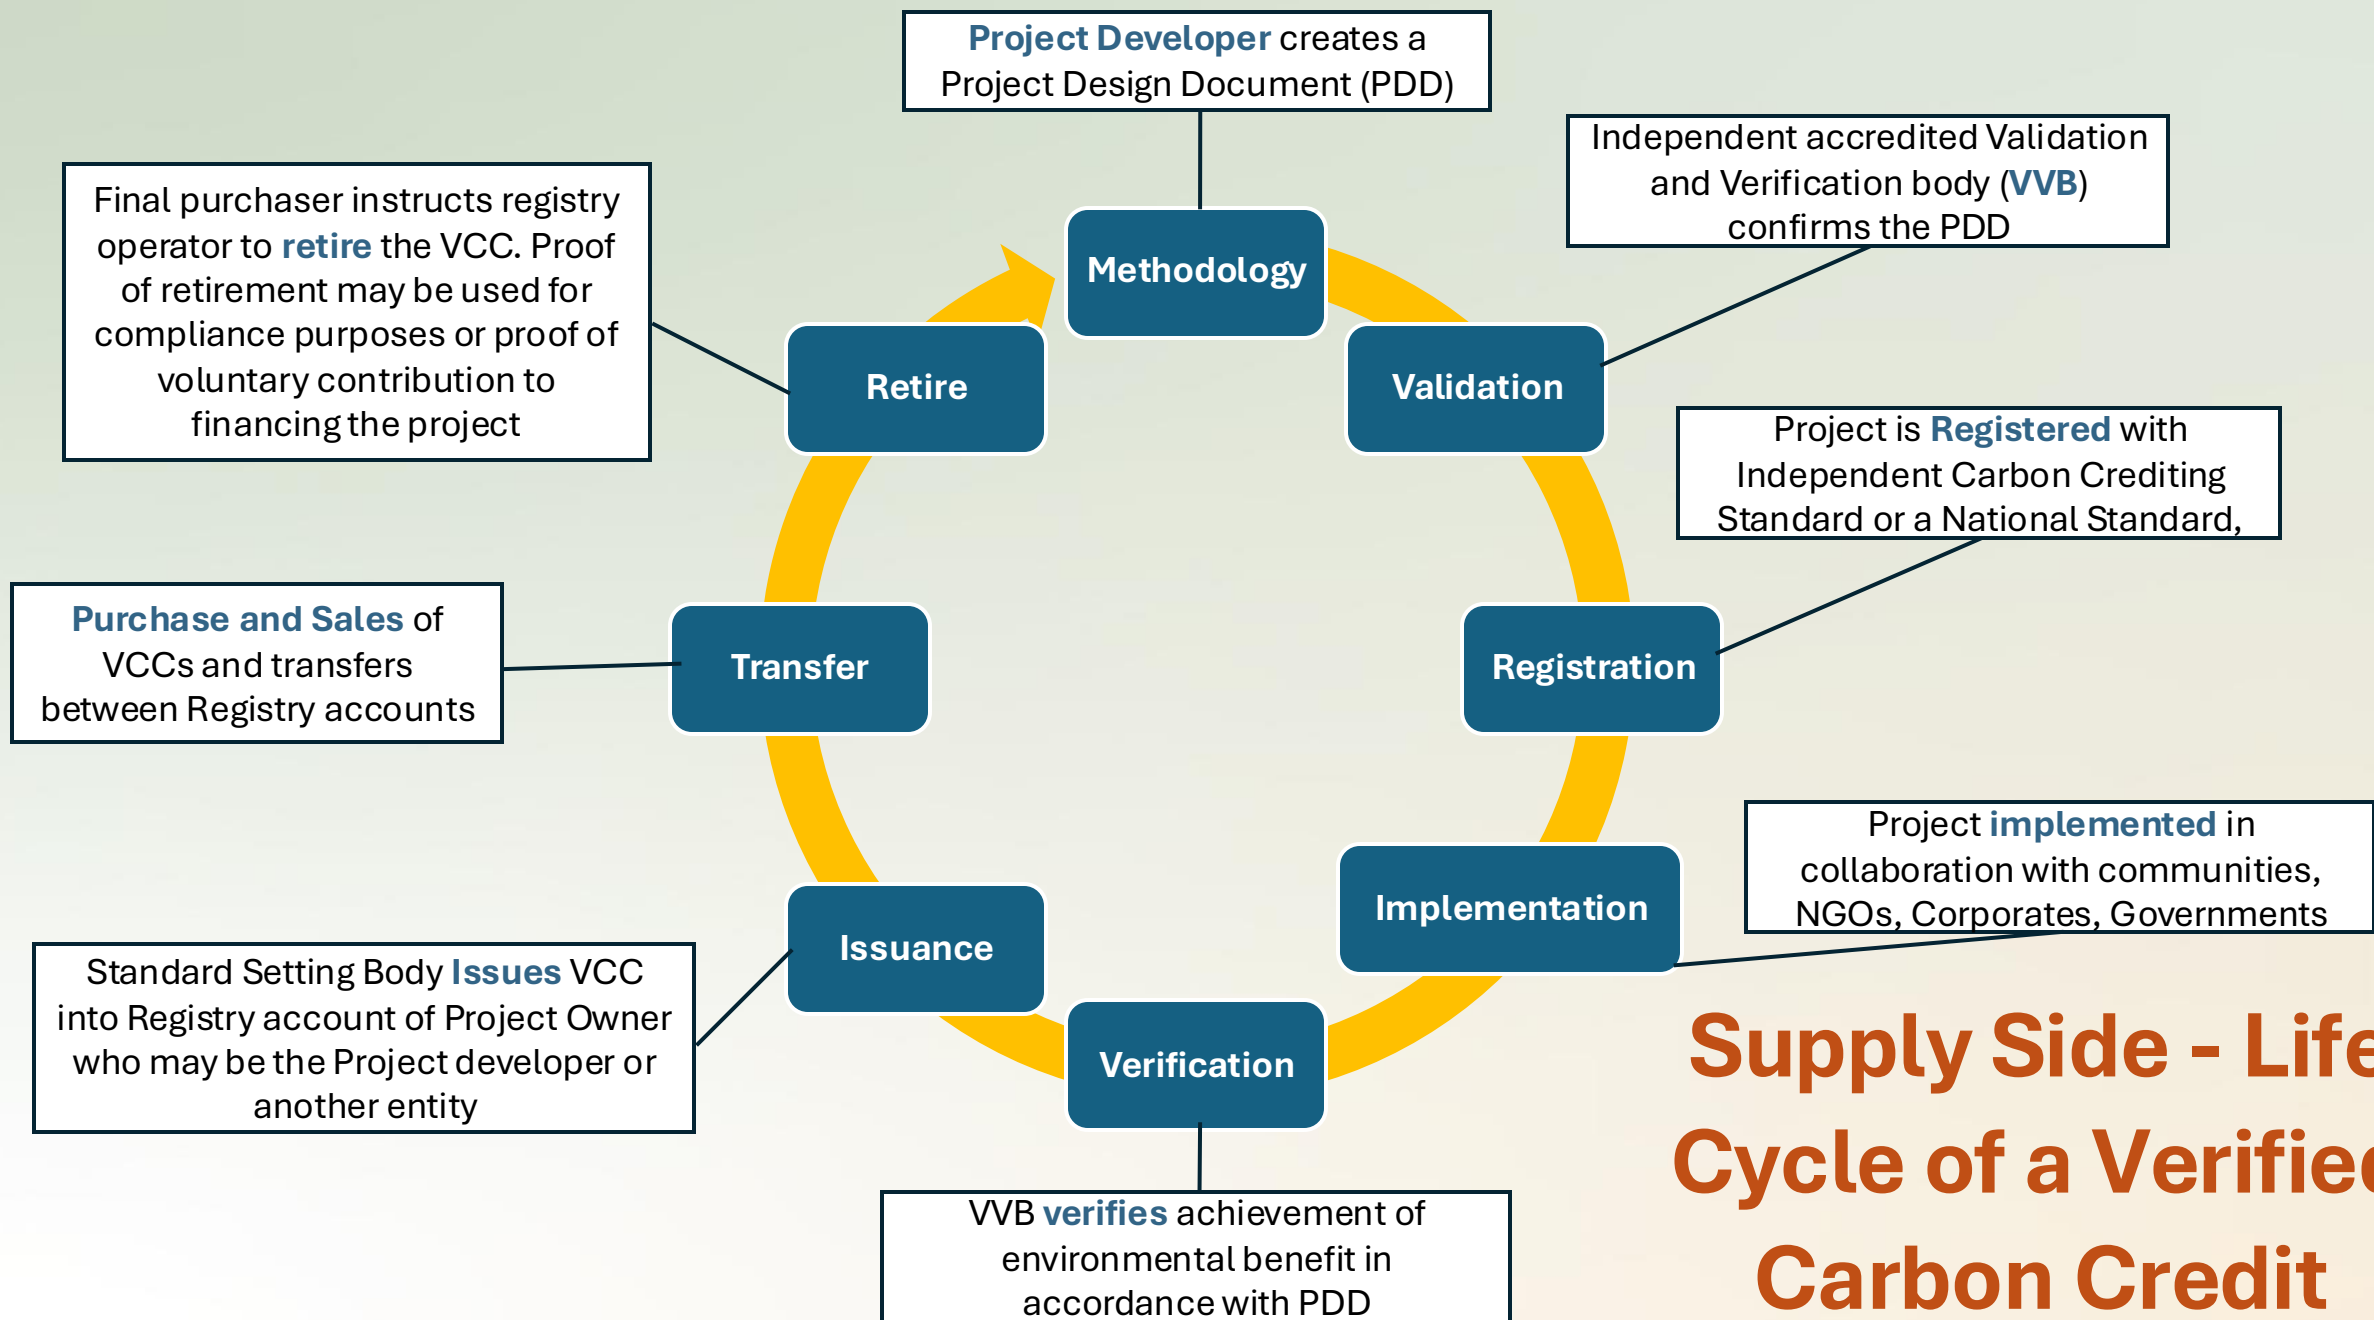 Project Developer creates a
Project Design Document (PDD)
Methodology
Independent accredited Validation
and Verification body (VVB)
confirms the PDD
Validation
Project is Registered with
Independent Carbon Crediting
Standard or a National Standard,
Registration
Project implemented in
collaboration with communities,
NGOs, Corporates, Governments
Implementation
VVB verifies achievement of
environmental benefit in
accordance with PDD
Verification
Standard Setting Body Issues VCC
into Registry account of Project Owner
who may be the Project developer or
another entity
Issuance
Purchase and Sales of
VCCs and transfers
between Registry accounts
Transfer
Final purchaser instructs registry
operator to retire the VCC. Proof
of retirement may be used for
compliance purposes or proof of
voluntary contribution to
financing the project
Retire
Supply Side - Life
Cycle of a Verified
Carbon Credit